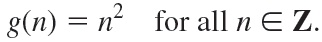 g(n) = n² for all n ∈ Z.